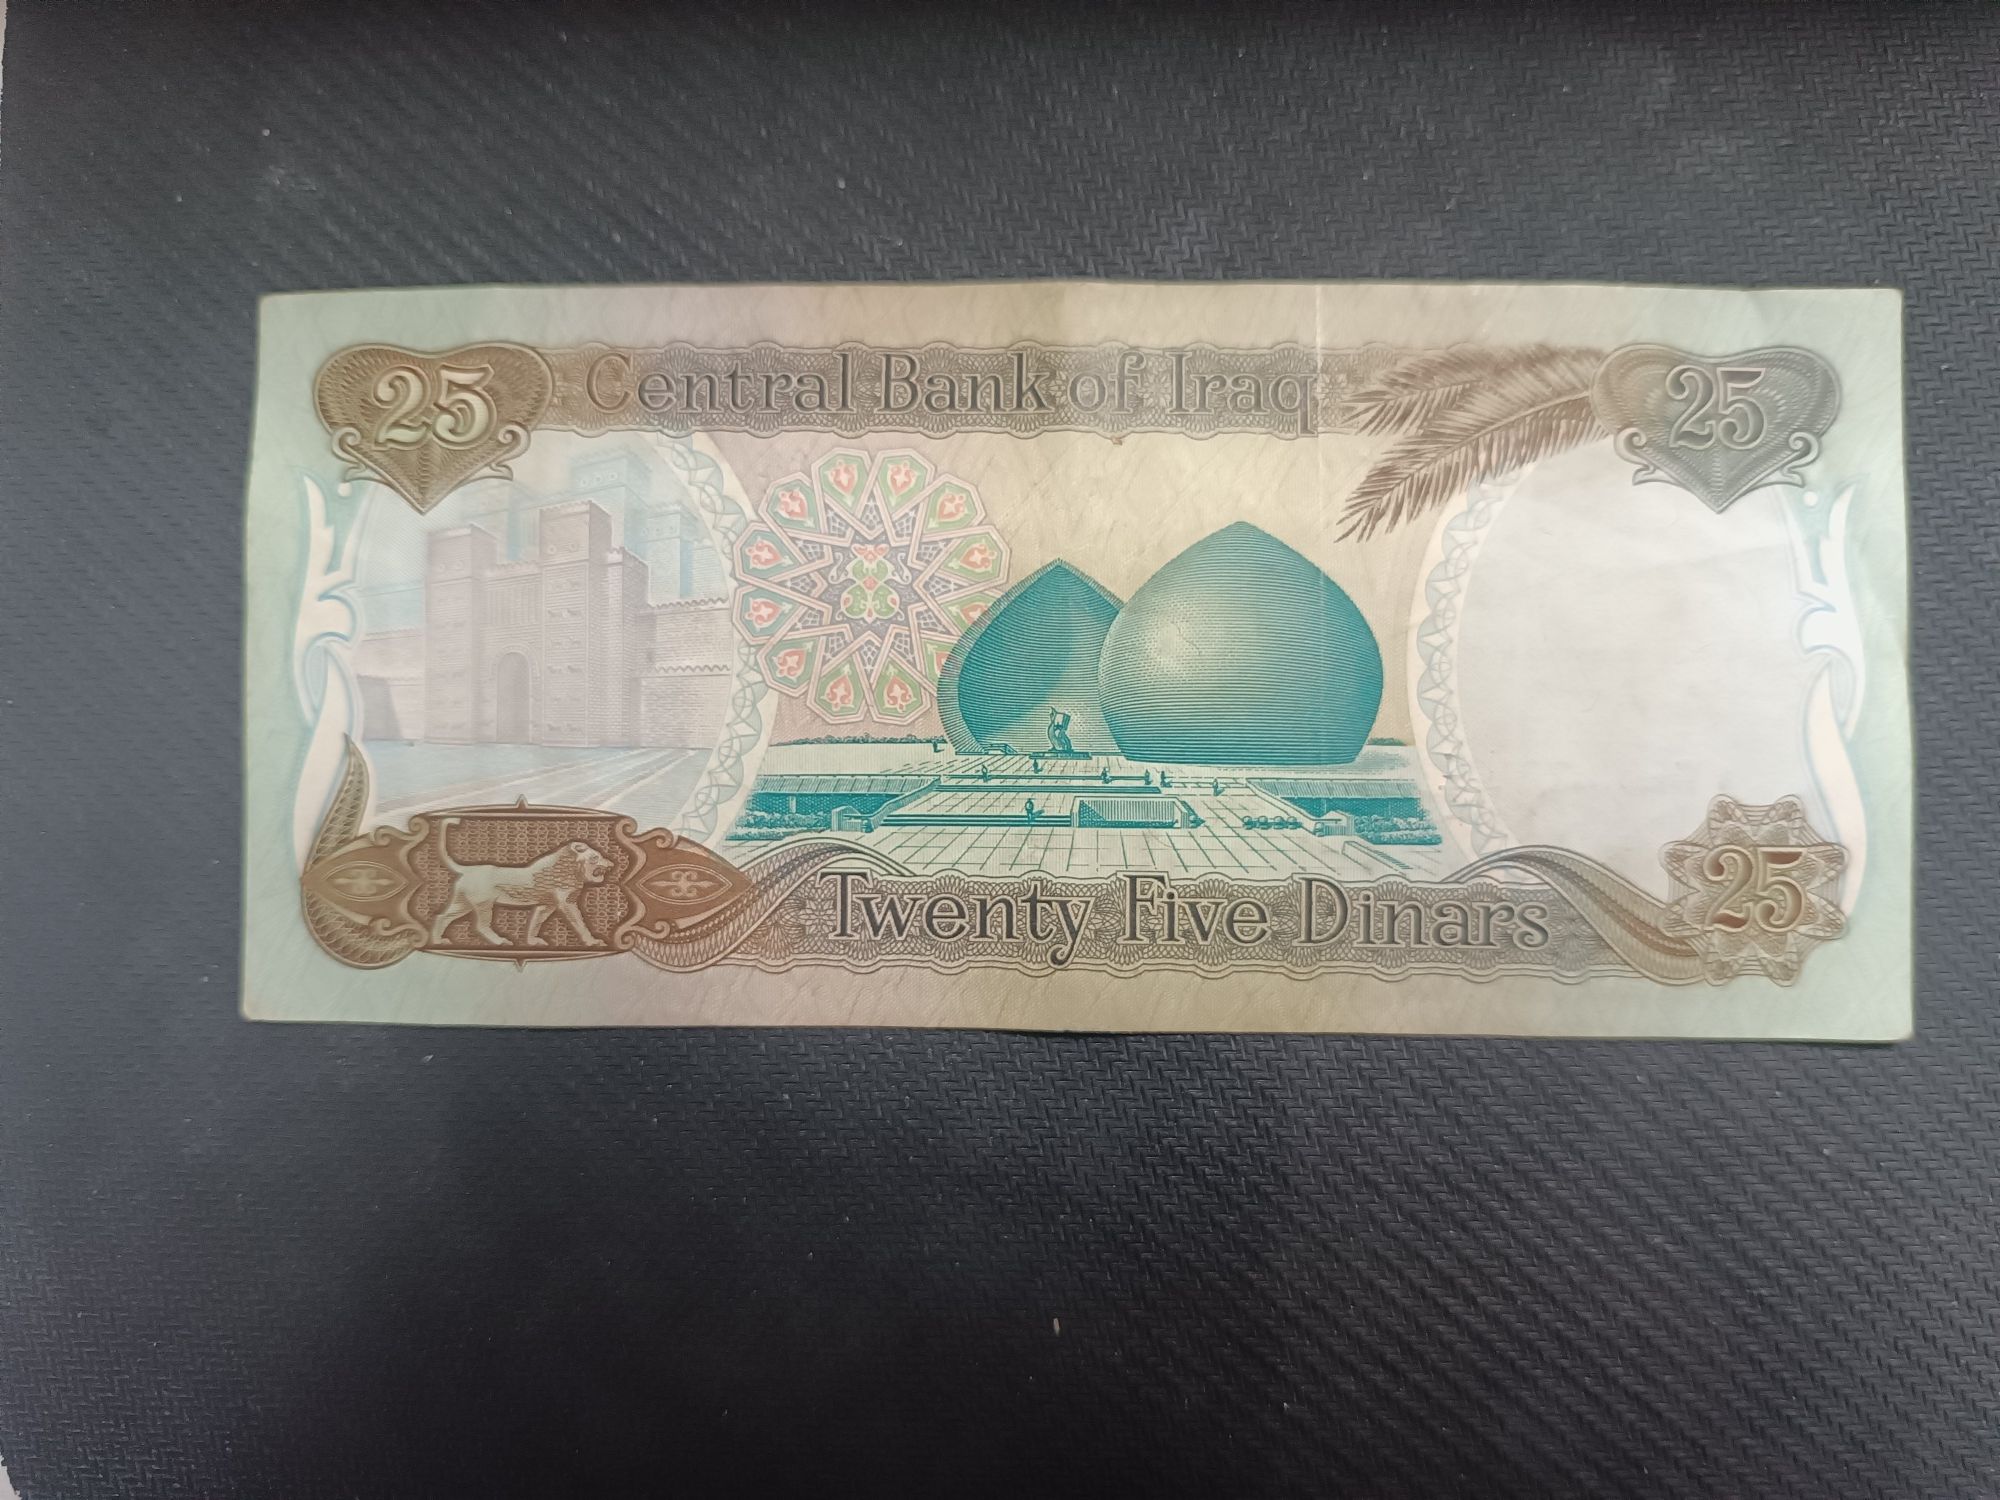 25 Central Bank of Iraq 25
Twenty Five Dinars 25